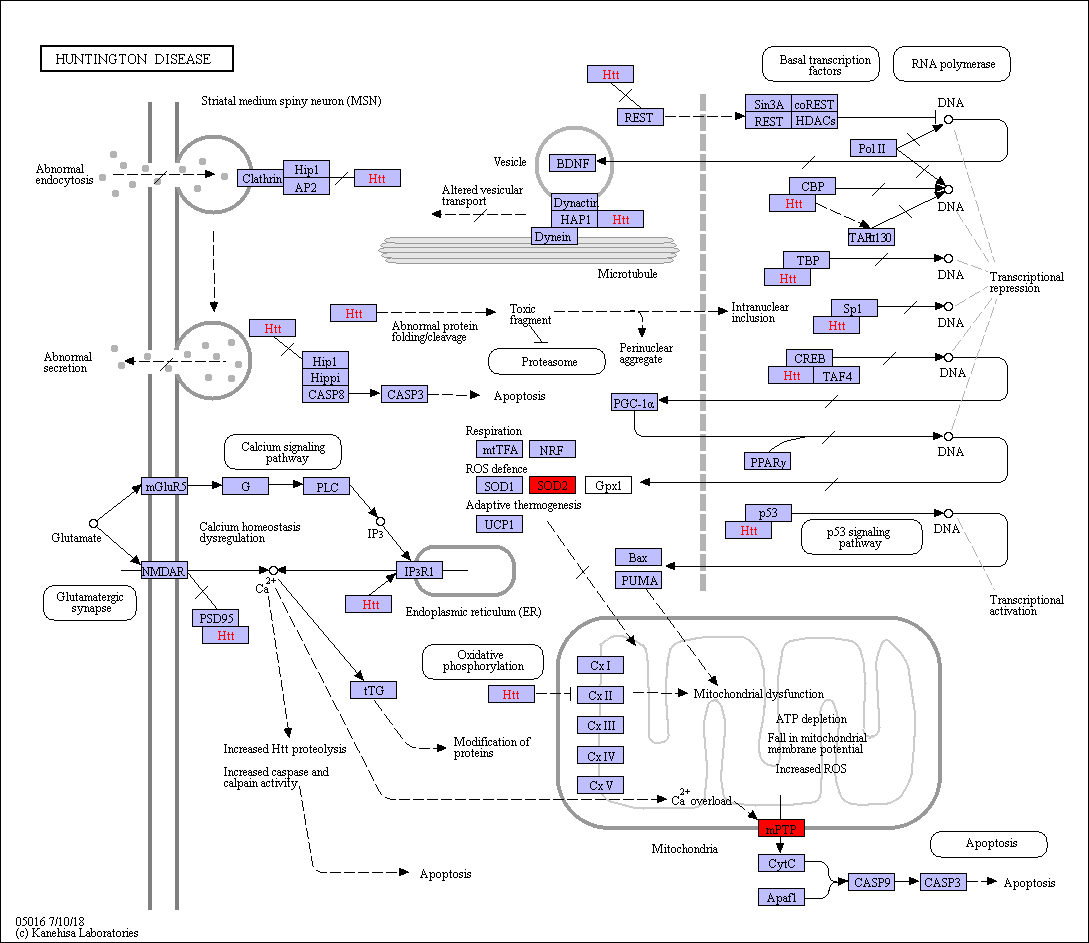 HUNTINGTON DISEASE
Striatal medium spiny neuron (MSN)
Htt
REST
Basal transcription
factors
RNA polymerase
Sin3A
coREST
REST
HDACs
DNA
Pol II
Abnormal
endocytosis
Clathrin
Hip1
AP2
Htt
Vesicle
BDNF
Altered vesicular
transport
Dynactin
HAP1
Htt
Dynein
Microtubule
CBP
Htt
DNA
TBP
Htt
DNA
Transcriptional
repression
Htt
Abnormal protein
folding/cleavage
Toxic
fragment
Proteasome
Perinuclear
aggregate
Intranuclear
inclusion
Sp1
Htt
DNA
Abnormal
secretion
Htt
Hip1
Hippi
CASP8
CASP3
Apoptosis
CREB
Htt
TAF4
DNA
PGC-1α
PPARγ
DNA
Respiration
mtTFA
NRF
ROS defence
SOD1
SOD2
Gpx1
Adaptive thermogenesis
UCP1
p53
Htt
DNA
p53 signaling
pathway
Calcium signaling
pathway
mGluR5
G
PLC
IP3
Glutamate
Calcium homeostasis
dysregulation
NMDAR
Ca2+
IP3R1
Htt
Endoplasmic reticulum (ER)
Glutamatergic
synapse
PSD95
Htt
Bax
PUMA
Transcriptional
activation
Oxidative
phosphorylation
Htt
Cx I
Cx II
Cx III
Cx IV
Cx V
Mitochondrial dysfunction
ATP depletion
Fall in mitochondrial
membrane potential
Increased ROS
tTG
Increased Htt proteolysis
Increased caspase and
calpain activity
Modification of
proteins
Ca2+ overload
mPTP
Mitochondria
Apoptosis
CytC
Apaf1
CASP9
CASP3
Apoptosis
Apoptosis
05016 7/10/18
(c) Kanehisa Laboratories